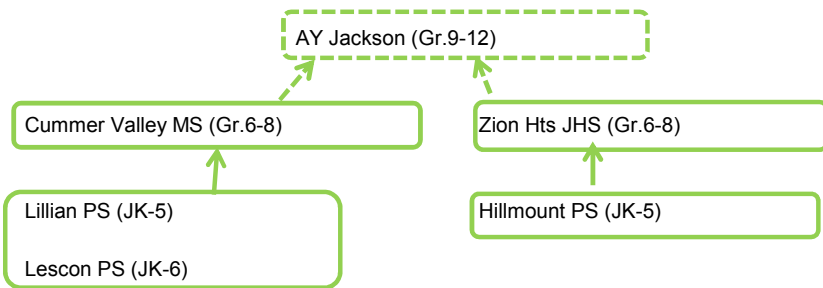 AY Jackson (Gr.9-12)
Cummer Valley MS (Gr.6-8)
Zion Hts JHS (Gr.6-8)
Lillian PS (JK-5)
Hillmount PS (JK-5)
Lescon PS (JK-6)